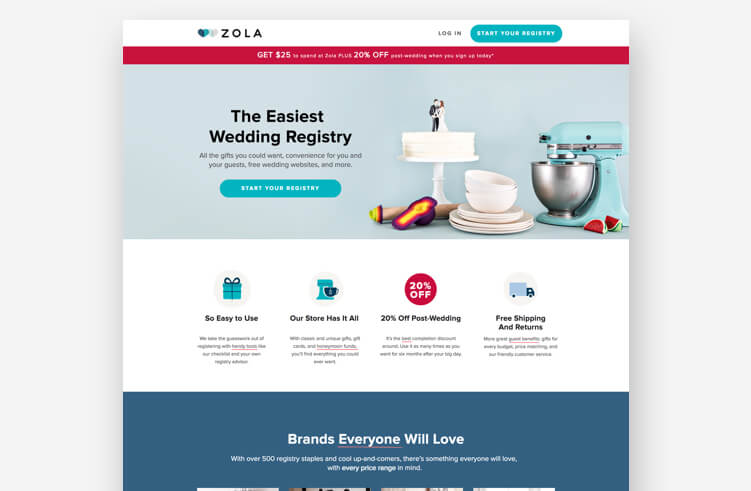 ZOLA
LOG IN
START YOUR REGISTRY
GET $25 to spend at Zola PLUS 20% OFF post-wedding when you sign up today*
The Easiest
Wedding Registry
All the gifts you could want, convenience for you and
your guests, free wedding websites, and more.
START YOUR REGISTRY
20%
OFF
So Easy to Use
We take the guesswork out of
registering with handy tools like
our checklist and your own
registry advisor.
Our Store Has It All
With classic and unique gifts, gift
cards, and honeymoon funds,
you'll find everything you could
ever want.
20% Off Post-Wedding
It's the best completion discount
around. Use it as many times as you
want for six months after your big day.
Free Shipping
And Returns
More great guest benefits: gifts for
every budget, price matching, and
our friendly customer service.
Brands Everyone Will Love
With over 500 registry staples and cool up-and-comers, there's something everyone will love,
with every price range in mind.